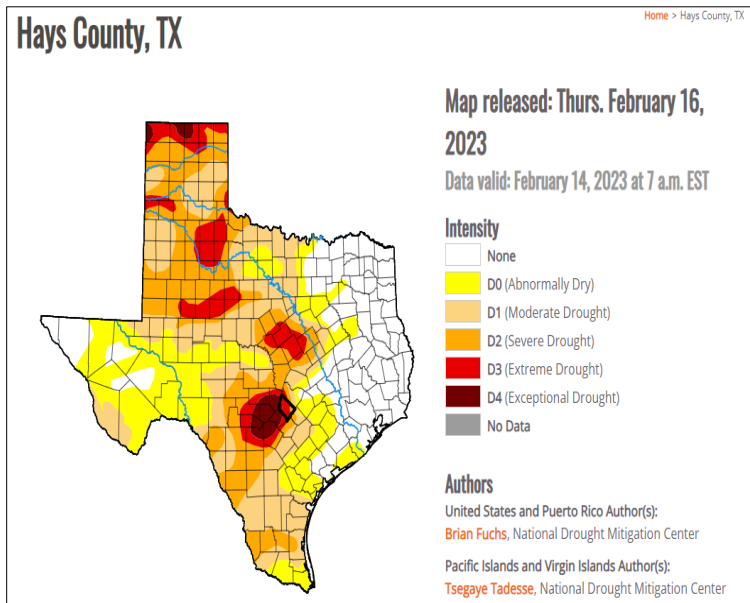 Hays County, TX
Home > Hays County, TX
Map released: Thurs. February 16,
2023
Data valid: February 14, 2023 at 7 a.m. EST
Intensity
None
D0 (Abnormally Dry)
D1 (Moderate Drought)
D2 (Severe Drought)
D3 (Extreme Drought)
D4 (Exceptional Drought)
No Data
Authors
United States and Puerto Rico Author(s):
Brian Fuchs, National Drought Mitigation Center
Pacific Islands and Virgin Islands Author(s):
Tsegaye Tadesse, National Drought Mitigation Center